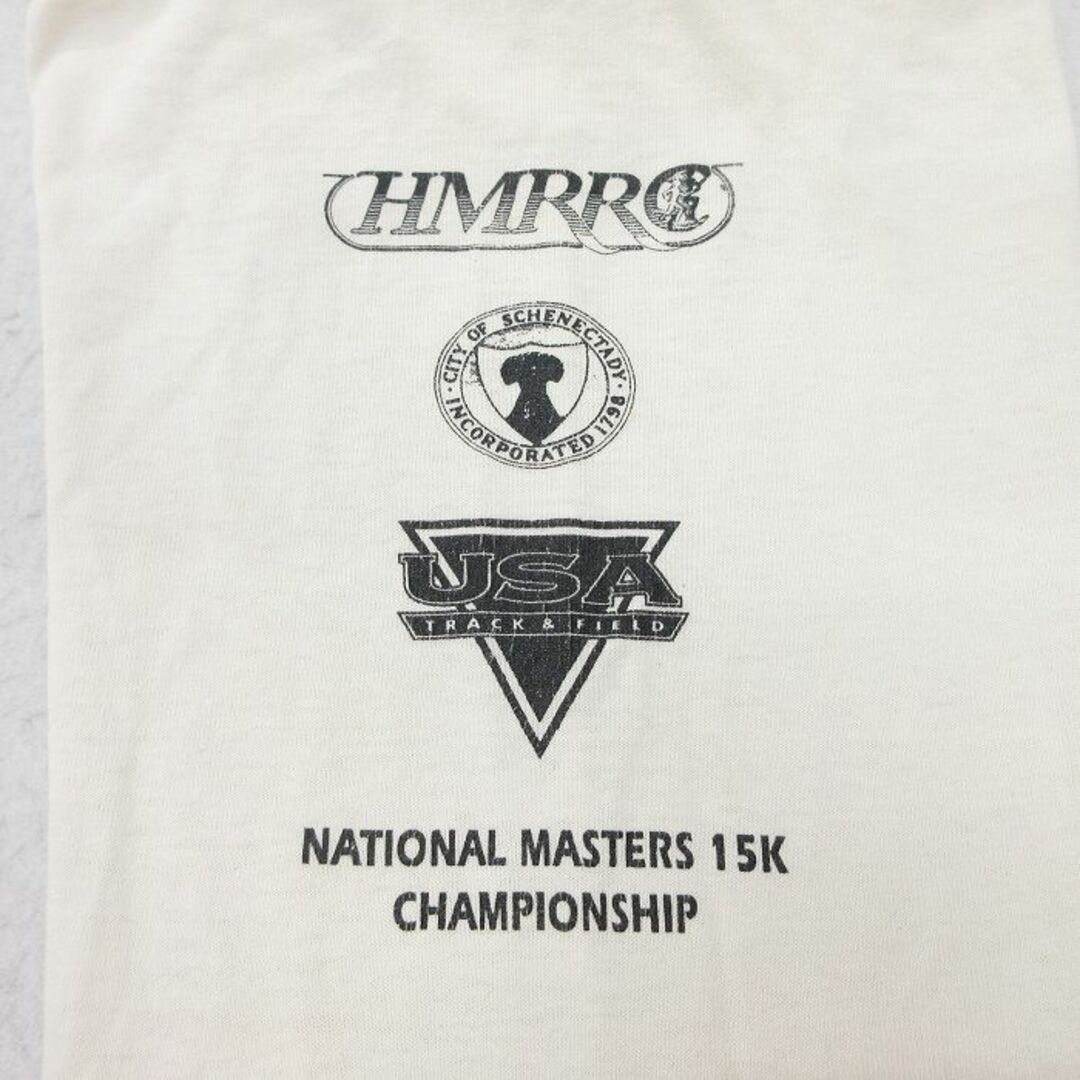 HMRRC
· CITY OF SCHENECTADY ·
INCORPORATED 1798
USA
TRACK & FIELD
NATIONAL MASTERS 15K
CHAMPIONSHIP